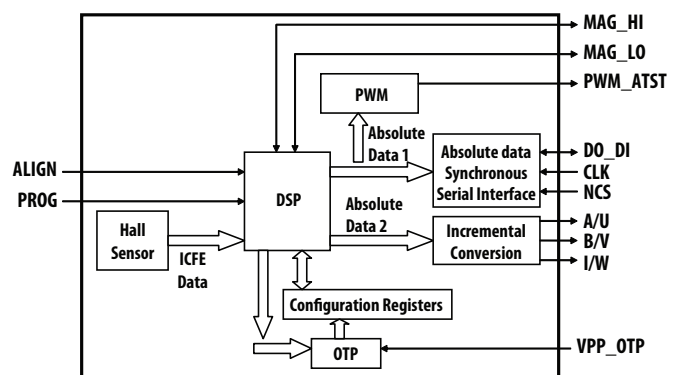 MAG_HI
MAG_LO
PWM_ATST
PWM
Absolute
Data 1
Absolute data
Synchronous
Serial Interface
DO_DI
CLK
NCS
ALIGN
PROG
DSP
Absolute
Data 2
Hall
Sensor
ICFE
Data
Incremental
Conversion
A/U
B/V
I/W
Configuration Registers
OTP
VPP_OTP